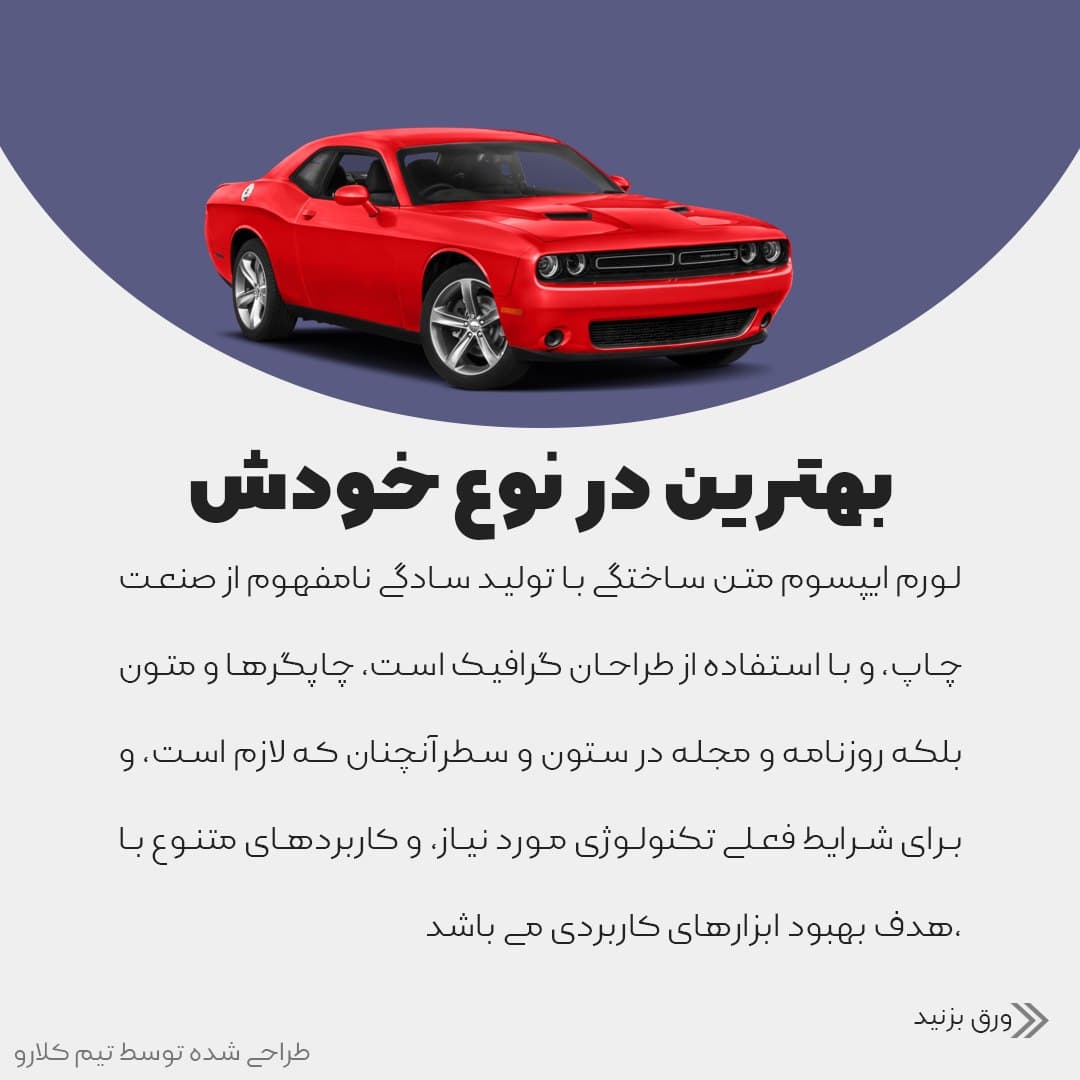 بهترین در نوع خودش
لورم ایپسوم متن ساختگی با تولید سادگی نامفهوم از صنعت
چاپ، و با استفاده از طراحان گرافیک است، چاپگرها و متون
بلکه روزنامه و مجله در ستون و سطرآنچنان که لازم است، و
برای شرایط فعلی تکنولوژی مورد نیاز، و کاربردهای متنوع با
،هدف بهبود ابزارهای کاربردی می باشد
ورق بزنید
طراحی شده توسط تیم کلارو